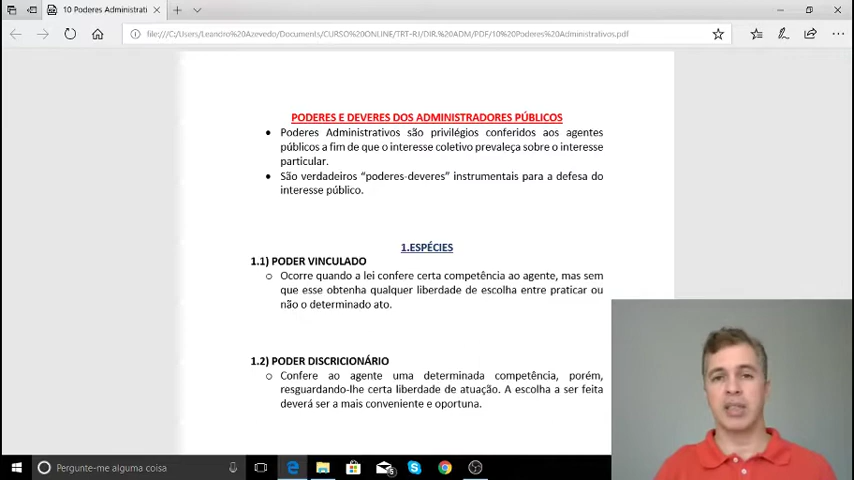 10 Poderes Administrati
file:///C:/Users/Leandro%20Azevedo/Documents/CURSO%20ONLINE/TRT-RJ/DIR.%20ADM/PDF/10%20Poderes%20Administrativos.pdf
PODERES E DEVERES DOS ADMINISTRADORES PÚBLICOS
• Poderes Administrativos são privilégios conferidos aos agentes
públicos a fim de que o interesse coletivo prevaleça sobre o interesse
particular.
• São verdadeiros “poderes-deveres” instrumentais para a defesa do
interesse público.
1.ESPÉCIES
1.1) PODER VINCULADO
o Ocorre quando a lei confere certa competência ao agente, mas sem
que esse obtenha qualquer liberdade de escolha entre praticar ou
não o determinado ato.
1.2) PODER DISCRICIONÁRIO
o Confere ao agente uma determinada competência, porém,
resguardando-lhe certa liberdade de atuação. A escolha a ser feita
deverá ser a mais conveniente e oportuna.
Pergunte-me alguma coisa